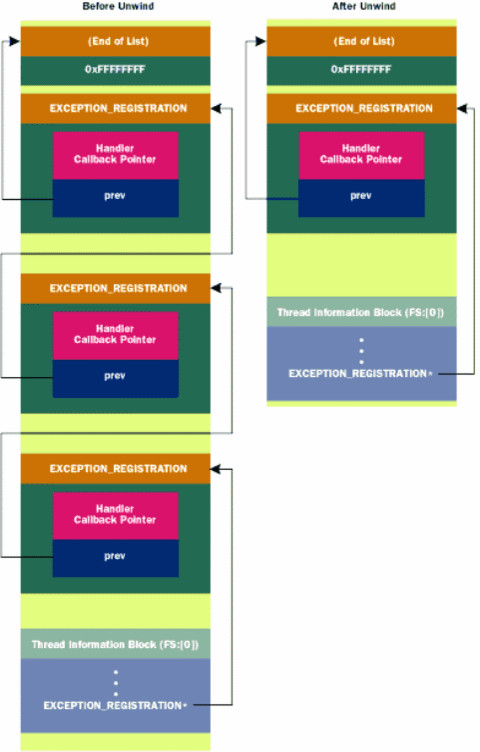 Before Unwind
(End of List)
0xFFFFFFFF
EXCEPTION_REGISTRATION
Handler
Callback Pointer
prev
EXCEPTION_REGISTRATION
Handler
Callback Pointer
prev
EXCEPTION_REGISTRATION
Handler
Callback Pointer
prev
Thread Information Block (FS:[0])
EXCEPTION_REGISTRATION*
After Unwind
(End of List)
0xFFFFFFFF
EXCEPTION_REGISTRATION
Handler
Callback Pointer
prev
Thread Information Block (FS:[0])
EXCEPTION_REGISTRATION*